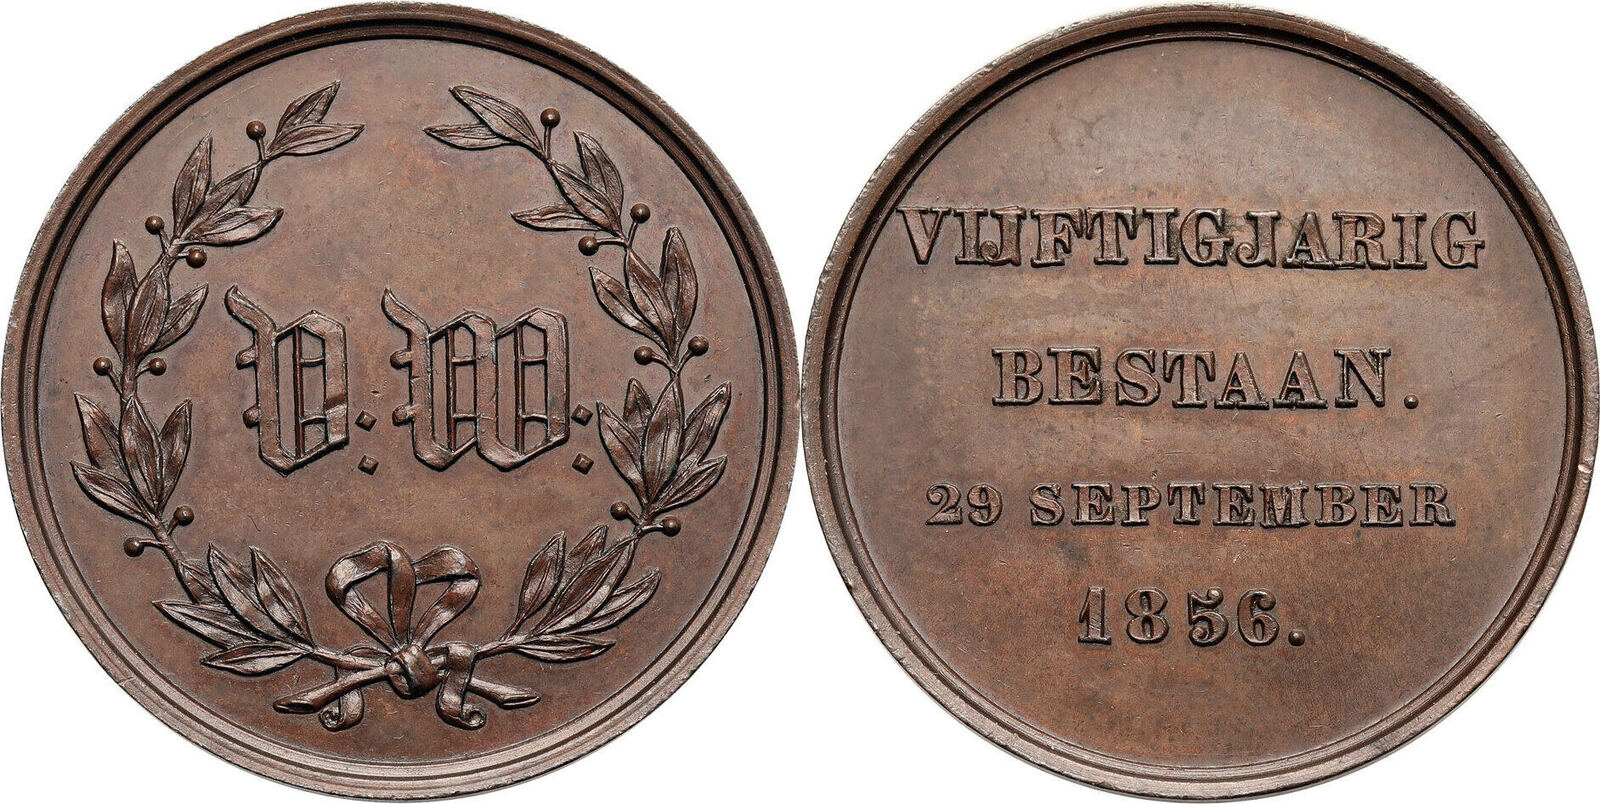 V: W:
VIJFTIGJARIG
BESTAAN.
29 SEPTEMBER
1856.